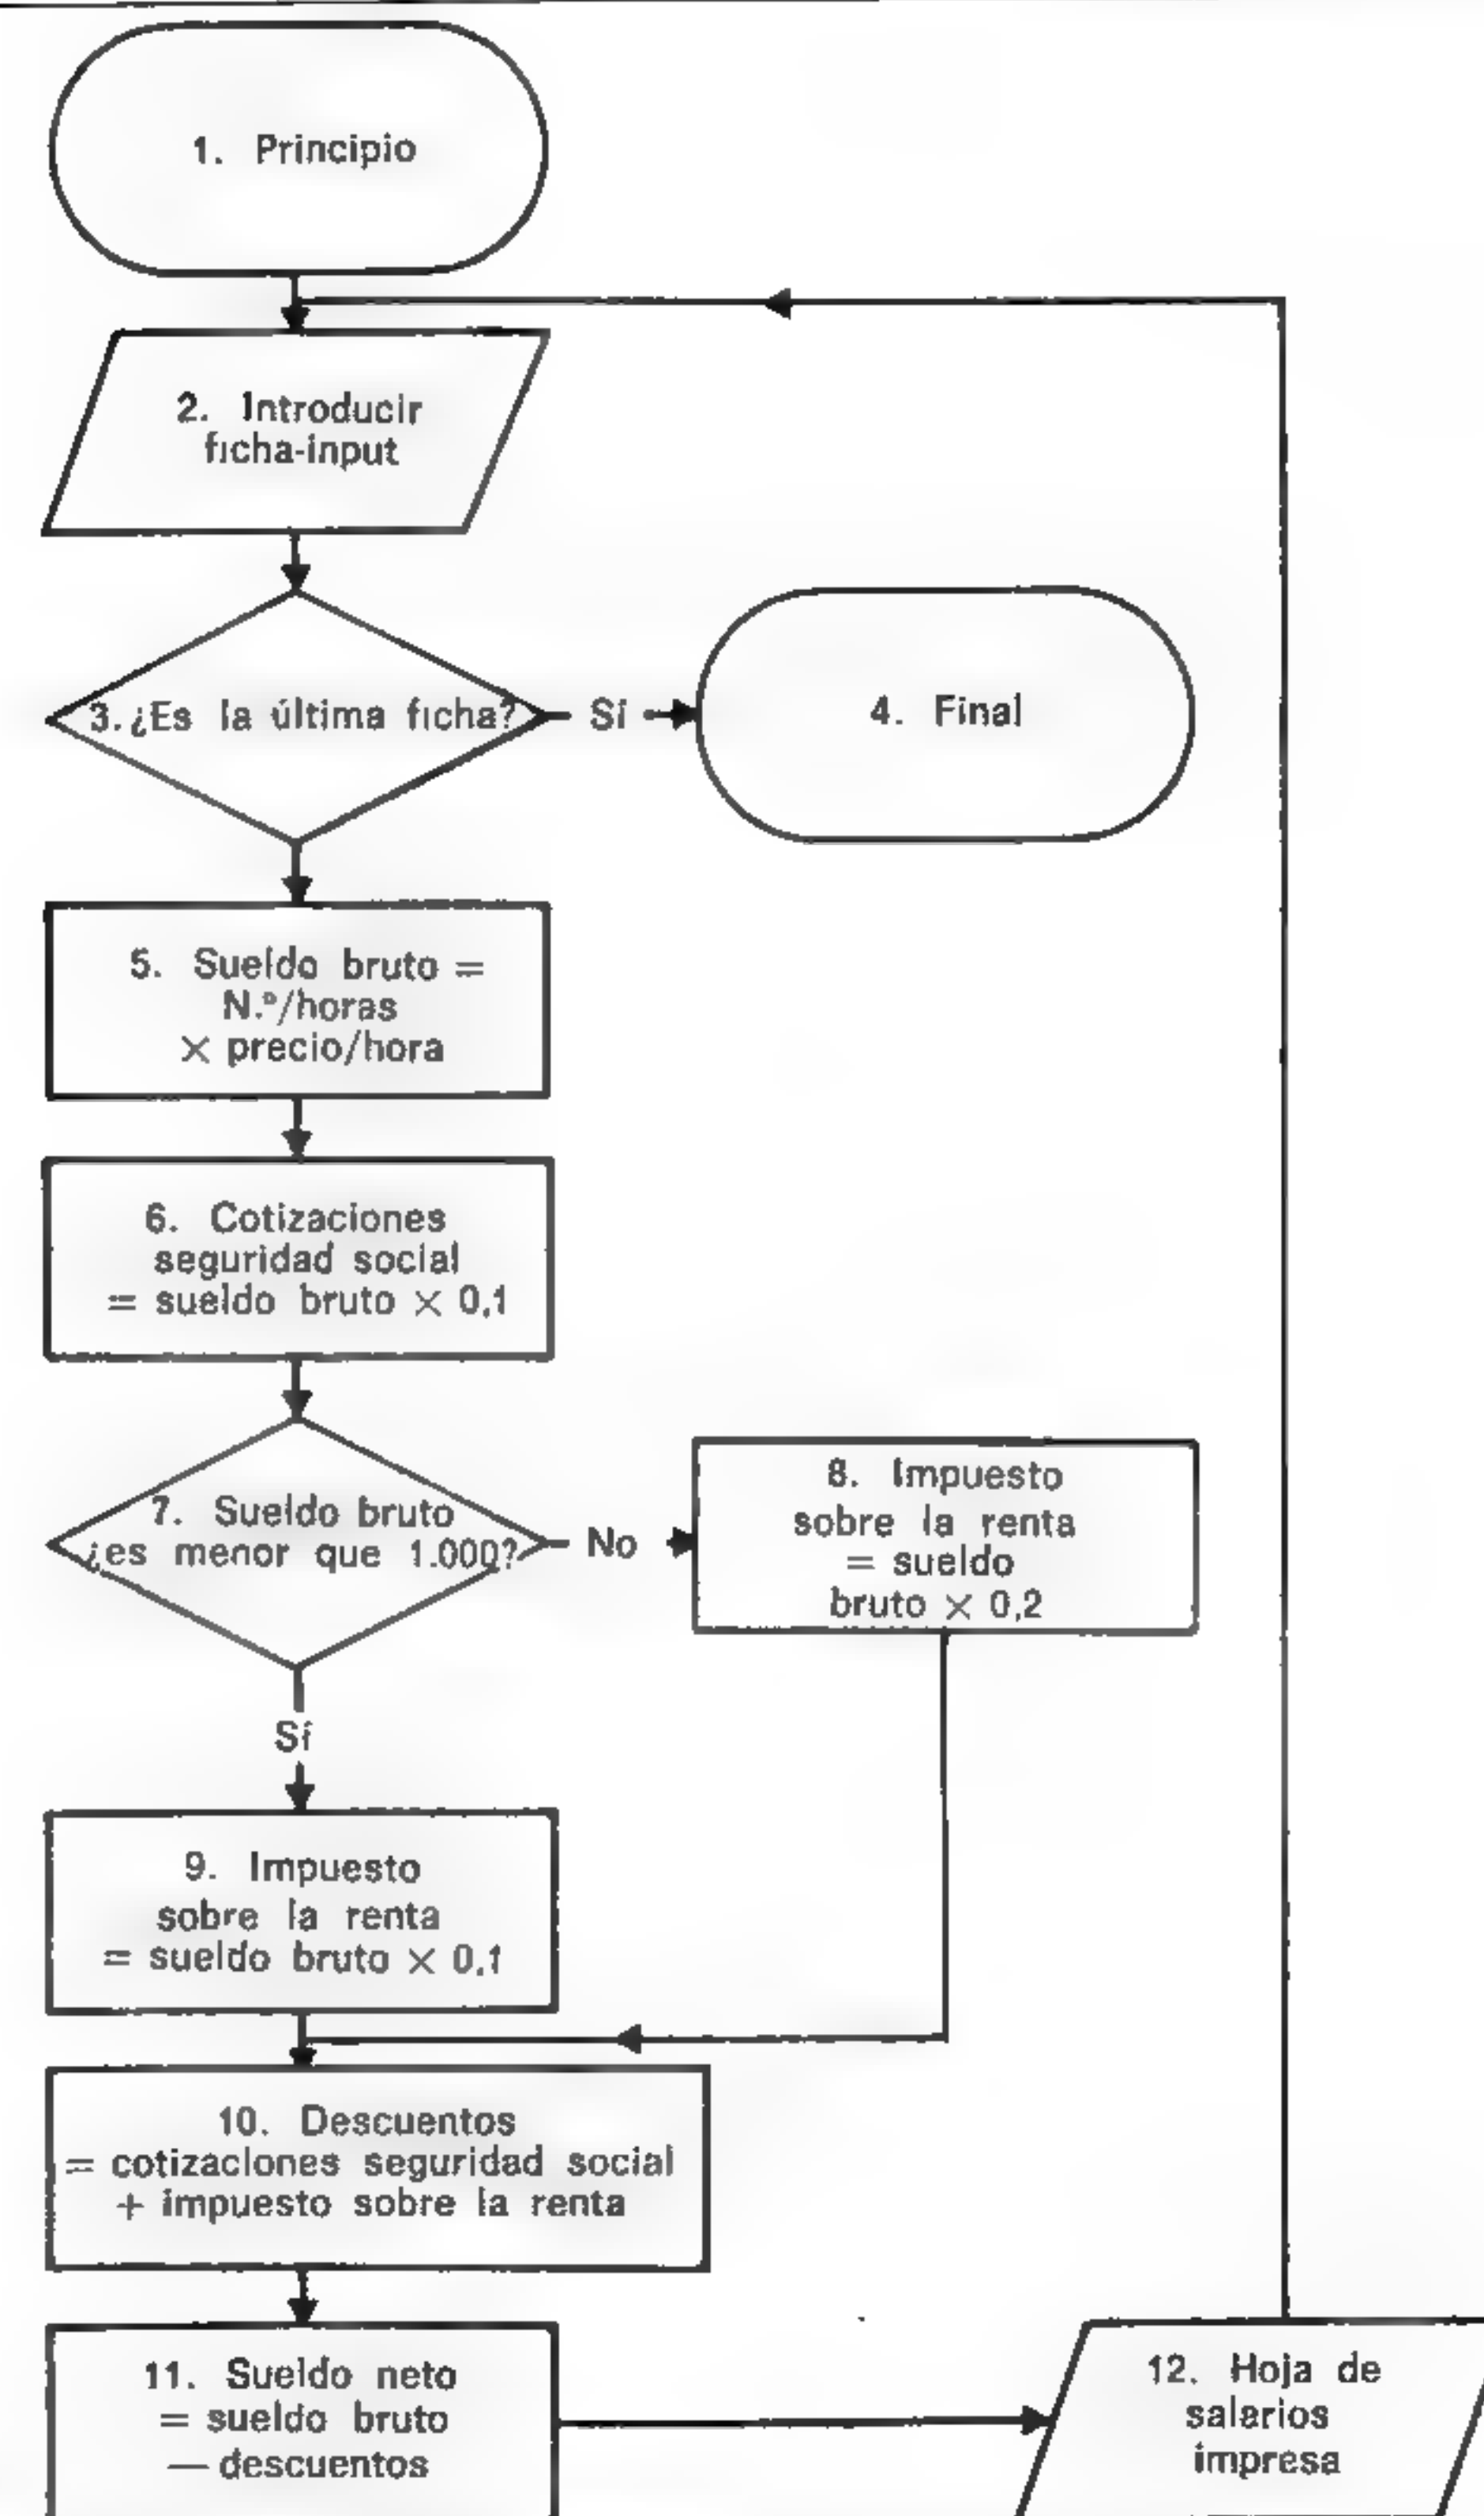 1. Principio
2. Introducir
ficha-input
3. ¿Es la última ficha?
Sí
4. Final
5. Sueldo bruto =
N.º/horas
× precio/hora
6. Cotizaciones
seguridad social
= sueldo bruto × 0,1
7. Sueldo bruto
¿es menor que 1.000?
No
8. Impuesto
sobre la renta
= sueldo
bruto × 0,2
Sí
9. Impuesto
sobre la renta
= sueldo bruto × 0,1
10. Descuentos
= cotizaciones seguridad social
+ impuesto sobre la renta
11. Sueldo neto
= sueldo bruto
— descuentos
12. Hoja de
salarios
impresa